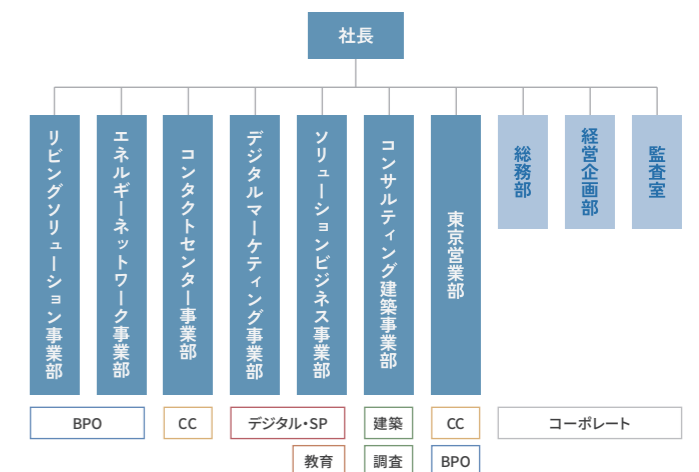 社長
リビングソリューション事業部
エネルギーネットワーク事業部
コンタクトセンター事業部
デジタルマーケティング事業部
ソリューションビジネス事業部
コンサルティング建築事業部
東京営業部
総務部
経営企画部
監査室
BPO
CC
デジタル・SP
建築
CC
コーポレート
教育
調査
BPO